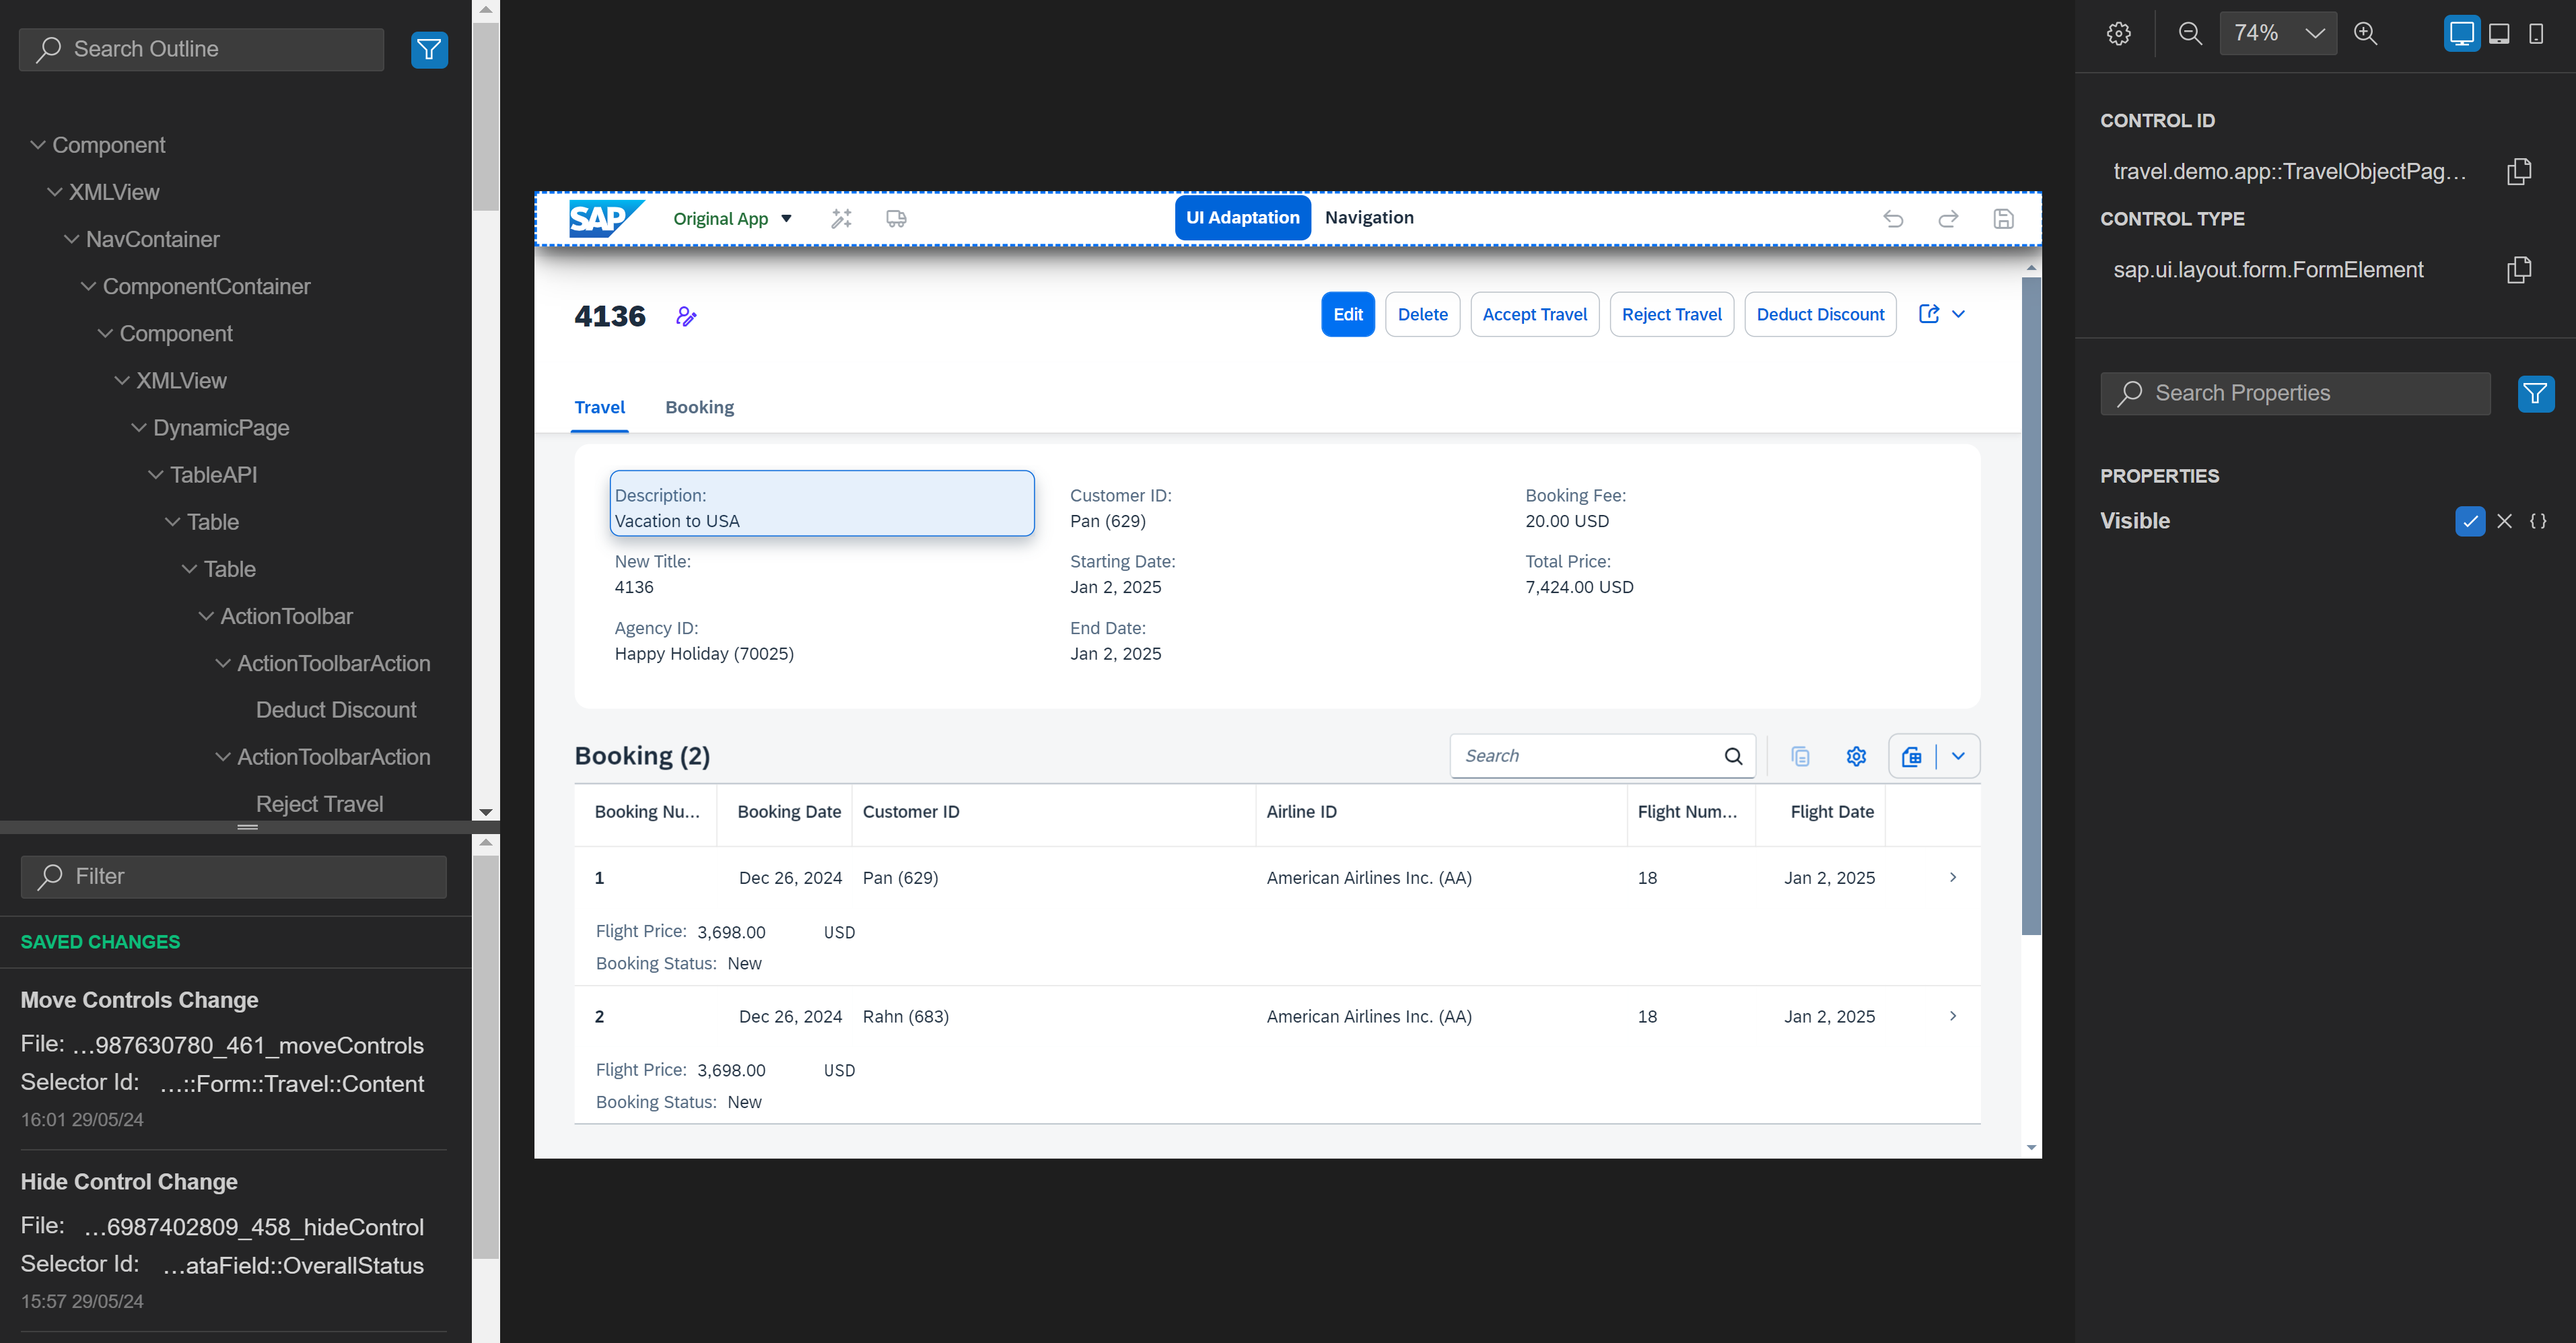 Search Outline
Component
XMLView
NavContainer
ComponentContainer
Component
XMLView
DynamicPage
TableAPI
Table
Table
ActionToolbar
ActionToolbarAction
Deduct Discount
ActionToolbarAction
Reject Travel
Filter
SAVED CHANGES
Move Controls Change
File: ...987630780_461_moveControls
Selector Id: ...::Form::Travel::Content
16:01 29/05/24
Hide Control Change
File: ...6987402809_458_hideControl
Selector Id: ...ataField::OverallStatus
15:57 29/05/24
SAP Original App UI Adaptation Navigation
4136 Edit Delete Accept Travel Reject Travel Deduct Discount
Travel Booking
Description: Customer ID: Booking Fee:
Vacation to USA Pan (629) 20.00 USD
New Title: Starting Date: Total Price:
4136 Jan 2, 2025 7,424.00 USD
Agency ID: End Date:
Happy Holiday (70025) Jan 2, 2025
Booking (2) Search
Booking Nu... Booking Date Customer ID Airline ID Flight Num... Flight Date
1 Dec 26, 2024 Pan (629) American Airlines Inc. (AA) 18 Jan 2, 2025
Flight Price: 3,698.00 USD
Booking Status: New
2 Dec 26, 2024 Rahn (683) American Airlines Inc. (AA) 18 Jan 2, 2025
Flight Price: 3,698.00 USD
Booking Status: New
74%
CONTROL ID
travel.demo.app::TravelObjectPag...
CONTROL TYPE
sap.ui.layout.form.FormElement
Search Properties
PROPERTIES
Visible